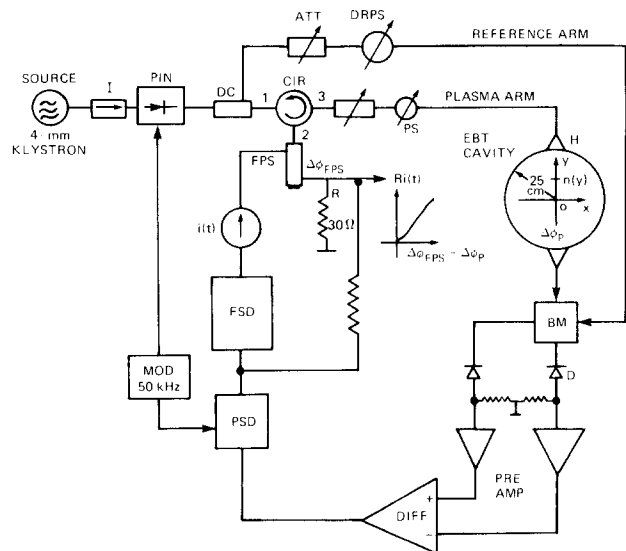 ATT
DRPS
REFERENCE ARM
SOURCE
I
PIN
CIR
DC
1
3
2
PS
PLASMA ARM
4-mm
KLYSTRON
EBT
CAVITY
H
FPS
Δϕ_FPS
Ri(t)
R
30Ω
25
cm
y
n(y)
x
o
Δϕ_P
i(t)
Δϕ_FPS – Δϕ_P
FSD
BM
MOD
50 kHz
D
PSD
PRE
AMP
DIFF
+
−